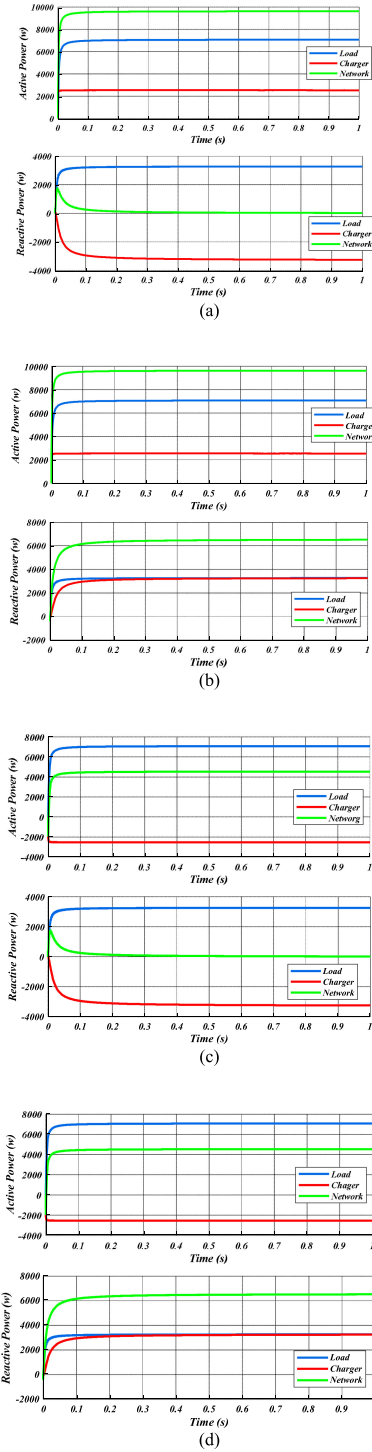 10000
8000
6000
4000
2000
0
Active Power (w)
Load
Charger
Network
0 0.1 0.2 0.3 0.4 0.5 0.6 0.7 0.8 0.9 1
Time (s)
4000
2000
0
-2000
-4000
Reactive Power (w)
Load
Charger
Network
0 0.1 0.2 0.3 0.4 0.5 0.6 0.7 0.8 0.9 1
Time (s)
(a)
10000
8000
6000
4000
2000
0
Active Power (w)
Load
Charge
Networ
0 0.1 0.2 0.3 0.4 0.5 0.6 0.7 0.8 0.9 1
Time (s)
8000
6000
4000
2000
0
-2000
Reactive Power (w)
Load
Charger
Network
0 0.1 0.2 0.3 0.4 0.5 0.6 0.7 0.8 0.9 1
Time (s)
(b)
8000
6000
4000
2000
0
-2000
-4000
Active Power (w)
Load
Charger
Networg
0 0.1 0.2 0.3 0.4 0.5 0.6 0.7 0.8 0.9 1
Time (s)
4000
2000
0
-2000
-4000
Reactive Power (w)
Load
Charger
Network
0 0.1 0.2 0.3 0.4 0.5 0.6 0.7 0.8 0.9 1
Time (s)
(c)
8000
6000
4000
2000
0
-2000
-4000
Active Power (w)
Load
Chager
Network
0 0.1 0.2 0.3 0.4 0.5 0.6 0.7 0.8 0.9 1
Time (s)
8000
6000
4000
2000
0
-2000
Reactive Power (w)
Load
Charger
Network
0 0.1 0.2 0.3 0.4 0.5 0.6 0.7 0.8 0.9
Time (s)
(d)